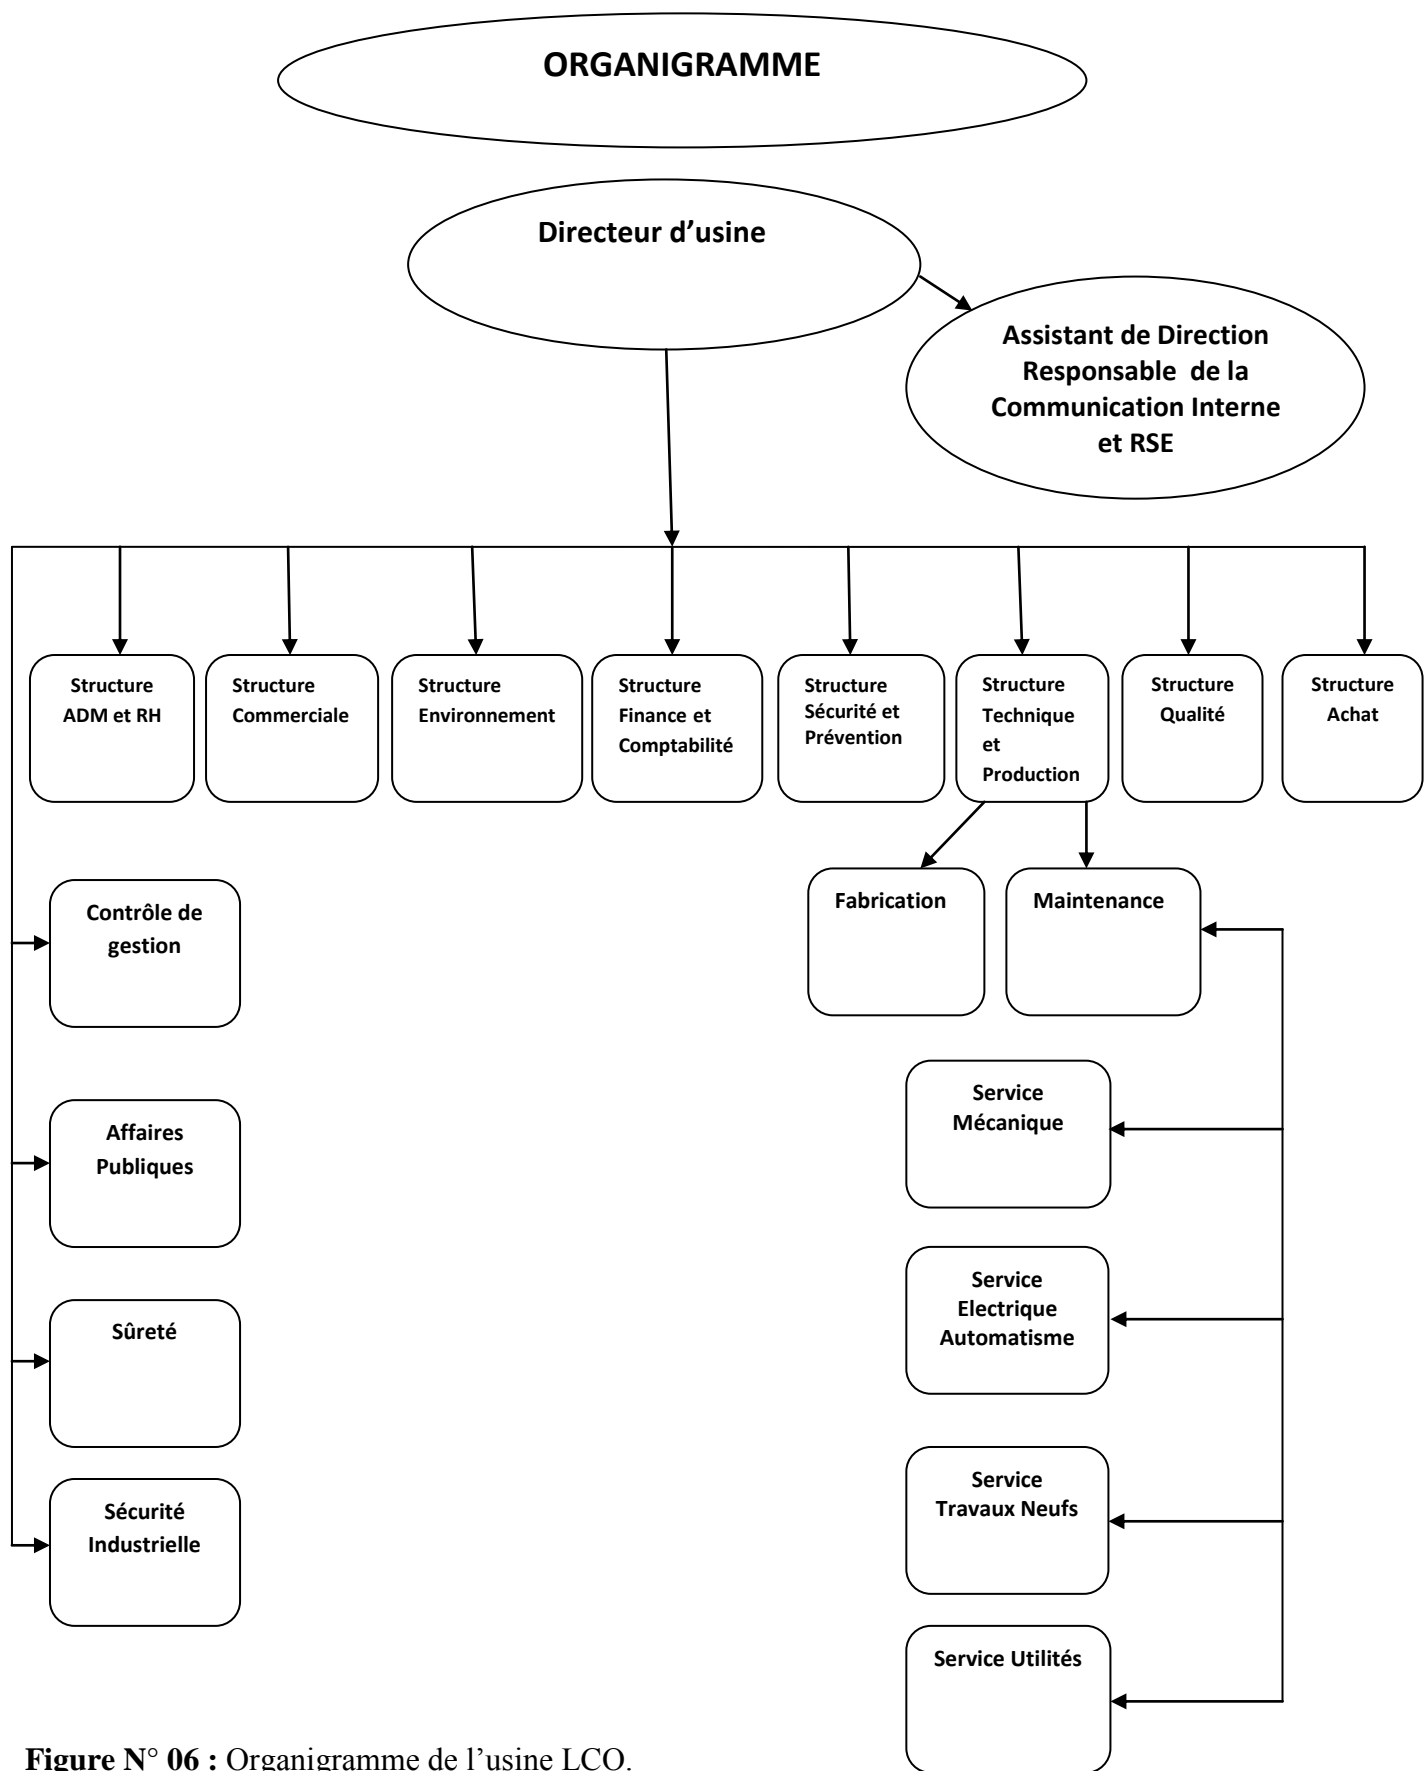 ORGANIGRAMME
Directeur d’usine
Assistant de Direction
Responsable de la
Communication Interne
et RSE
Structure
ADM et RH
Structure
Commerciale
Structure
Environnement
Structure
Finance et
Comptabilité
Structure
Sécurité et
Prévention
Structure
Technique
et
Production
Structure
Qualité
Structure
Achat
Fabrication
Maintenance
Contrôle de
gestion
Service
Mécanique
Affaires
Publiques
Service
Electrique
Automatisme
Sûreté
Service
Travaux Neufs
Sécurité
Industrielle
Service Utilités
Figure N° 06 : Organigramme de l’usine LCO.